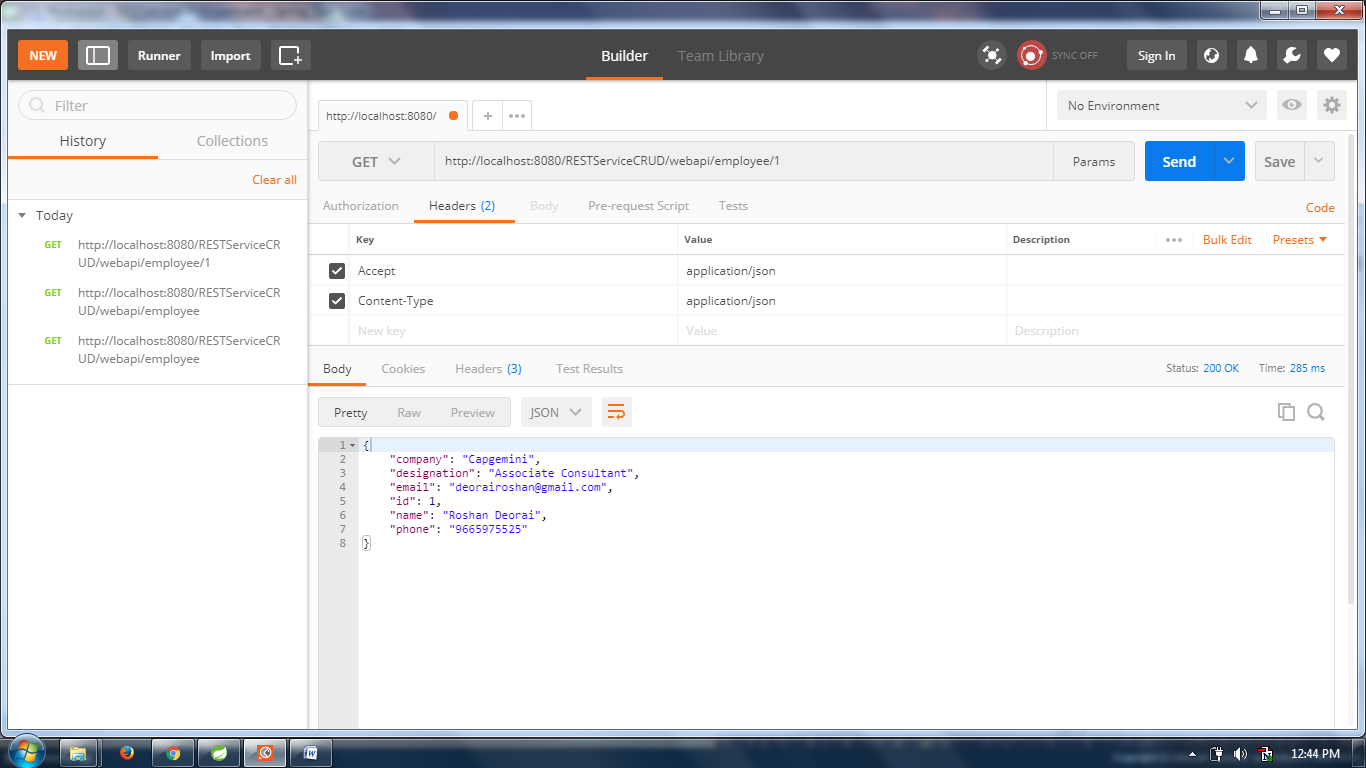 NEW Runner Import Builder Team Library SYNC OFF Sign In
Filter
History Collections
Clear all
Today
GET http://localhost:8080/RESTServiceCR
UD/webapi/employee/1
GET http://localhost:8080/RESTServiceCR
UD/webapi/employee
GET http://localhost:8080/RESTServiceCR
UD/webapi/employee
http://localhost:8080/ + •••
No Environment
GET http://localhost:8080/RESTServiceCRUD/webapi/employee/1 Params Send Save
Authorization Headers (2) Body Pre-request Script Tests Code
Key Value Description ••• Bulk Edit Presets
Accept application/json
Content-Type application/json
New key Value Description
Body Cookies Headers (3) Test Results Status: 200 OK Time: 285 ms
Pretty Raw Preview JSON
1 {
2 "company": "Capgemini",
3 "designation": "Associate Consultant",
4 "email": "deorairoshan@gmail.com",
5 "id": 1,
6 "name": "Roshan Deorai",
7 "phone": "9665975525"
8 }
12:44 PM